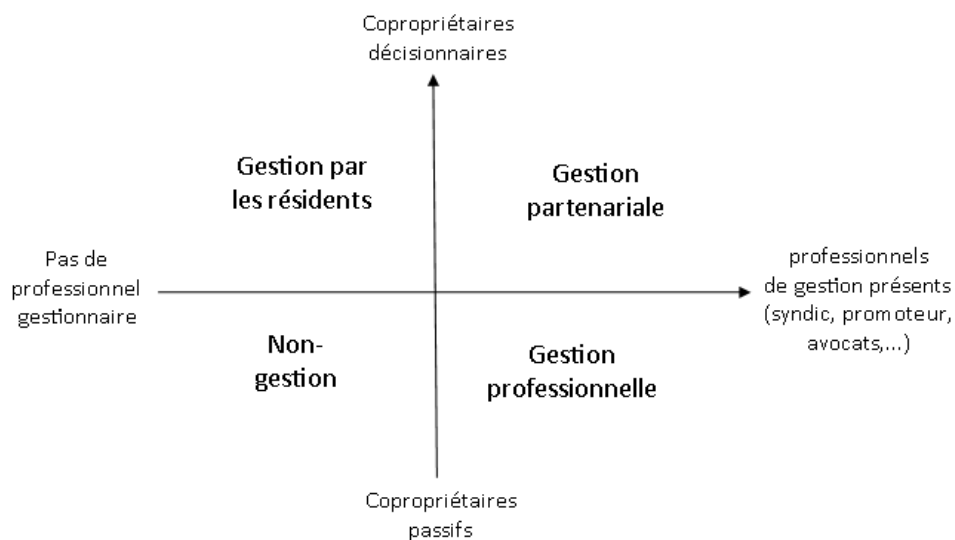 Copropriétaires
décisionnaires
Gestion par
les résidents
Gestion
partenariale
Pas de
professionnel
gestionnaire
professionnels
de gestion présents
(syndic, promoteur,
avocats,...)
Non-
gestion
Gestion
professionnelle
Copropriétaires
passifs